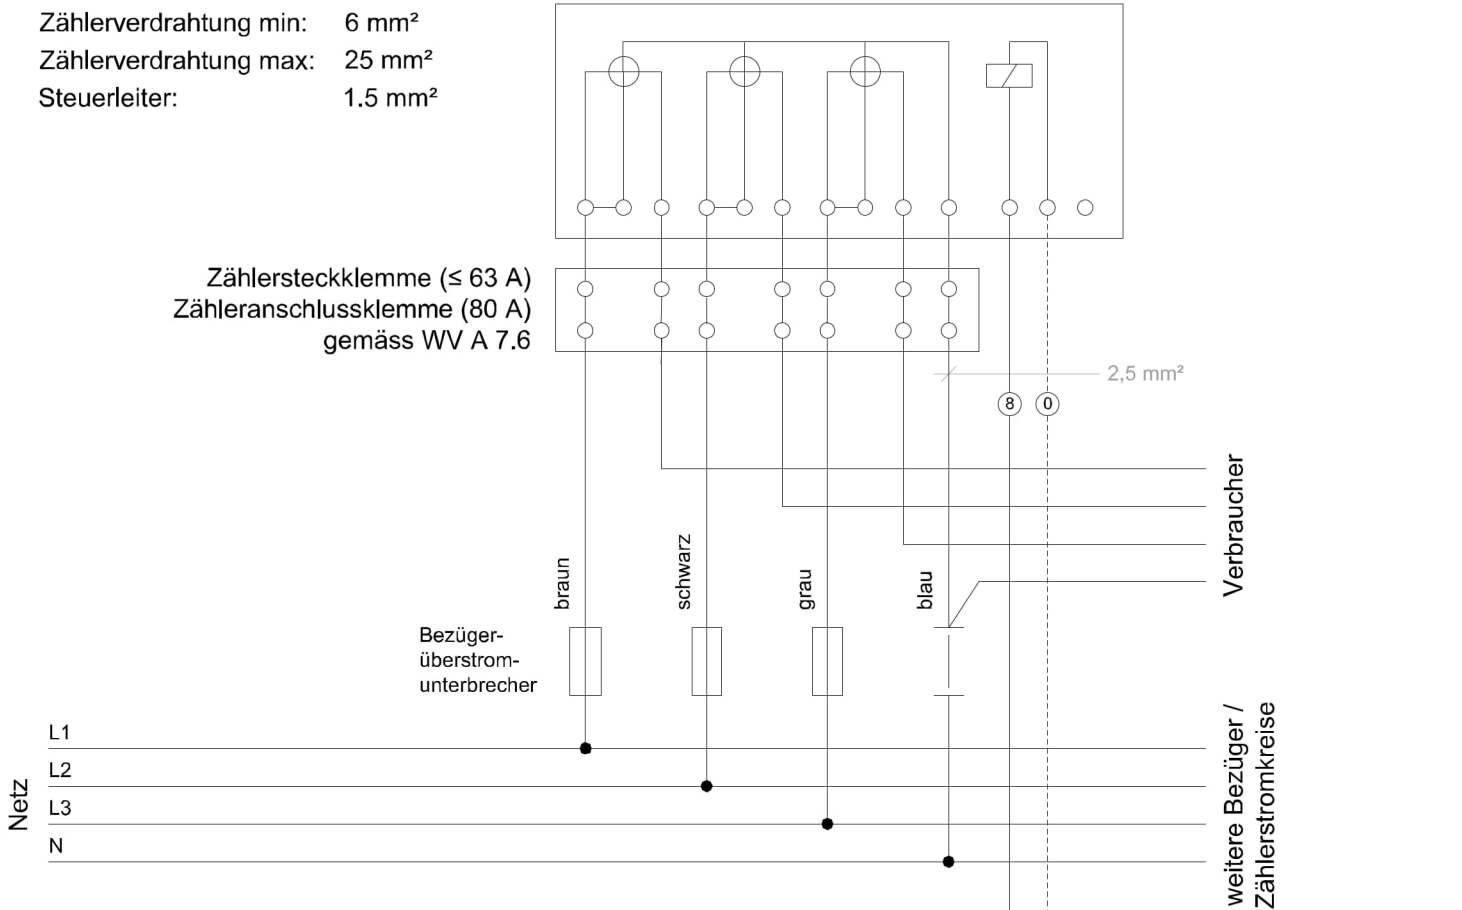 Zählerverdrahtung min: 6 mm²
Zählerverdrahtung max: 25 mm²
Steuerleiter: 1.5 mm²
Zählersteckklemme (≤ 63 A)
Zähleranschlussklemme (80 A)
gemäss WV A 7.6
2,5 mm²
8
0
Verbraucher
braun
schwarz
grau
blau
Bezüger-
überstrom-
unterbrecher
Netz
L1
L2
L3
N
weitere Bezüger /
Zählerstromkreise